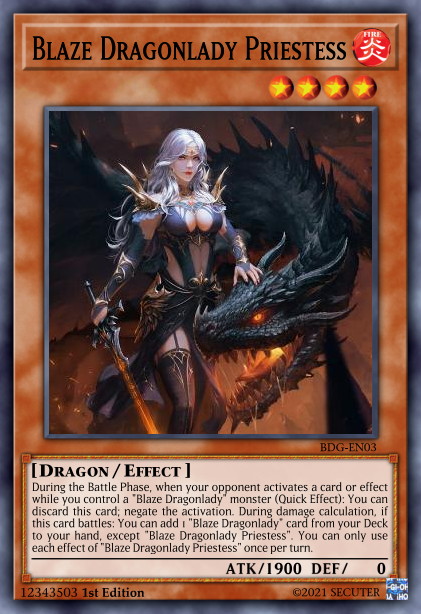 BLAZE DRAGONLADY PRIESTESS
FIRE
炎
BDG-EN03
[DRAGON/EFFECT]
During the Battle Phase, when your opponent activates a card or effect
while you control a "Blaze Dragonlady" monster (Quick Effect): You can
discard this card; negate the activation. During damage calculation, if
this card battles: You can add 1 "Blaze Dragonlady" card from your Deck
to your hand, except "Blaze Dragonlady Priestess". You can only use
each effect of "Blaze Dragonlady Priestess" once per turn.
ATK/1900 DEF/ 0
12343503 1st Edition ©2021 SECUTER